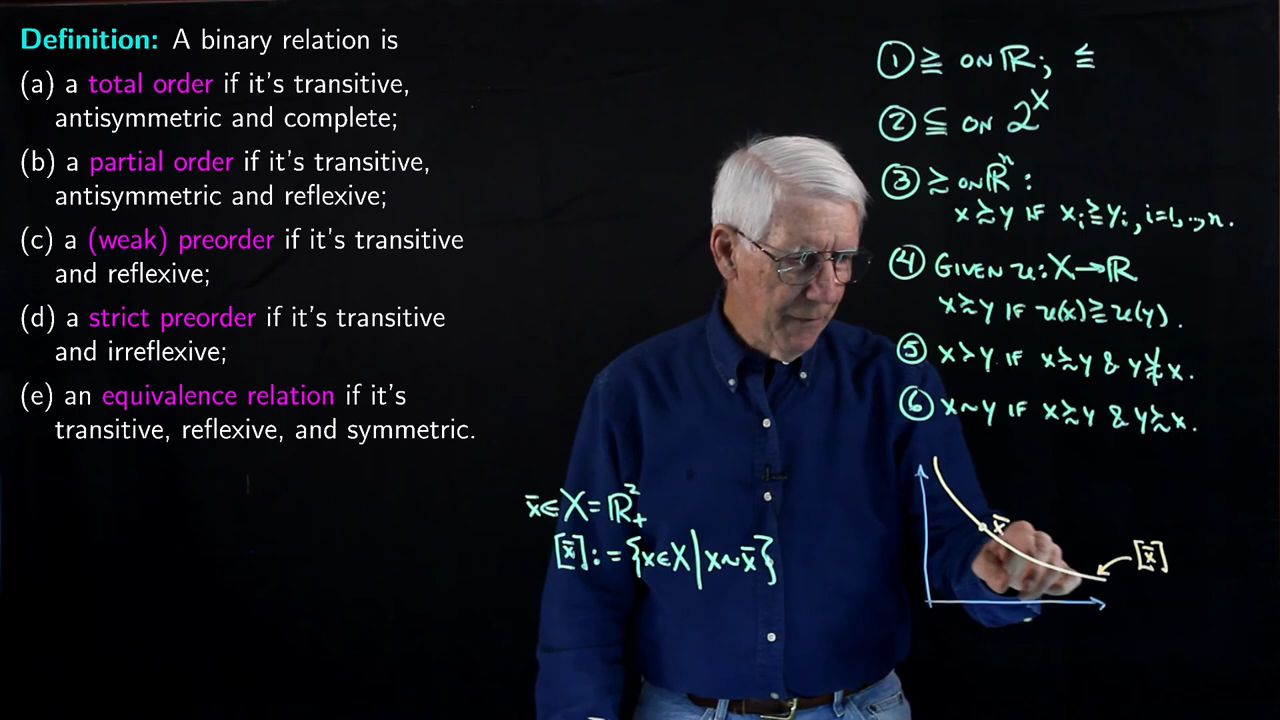 Definition: A binary relation is
(a) a total order if it's transitive,
antisymmetric and complete;
(b) a partial order if it's transitive,
antisymmetric and reflexive;
(c) a (weak) preorder if it's transitive
and reflexive;
(d) a strict preorder if it's transitive
and irreflexive;
(e) an equivalence relation if it's
transitive, reflexive, and symmetric.
① ≧ ON ℝ; ≦
② ⊆ ON 2^X
③ ≳ ON ℝ^n :
x ≳ y IF x_i ≧ y_i, i=1,..,n.
④ GIVEN u: X→ℝ
x ≳ y IF u(x) ≧ u(y).
⑤ x ≻ y IF x ≳ y & y ⋡ x.
⑥ x ~ y IF x ≳ y & y ≳ x.
x̄ ∈ X = ℝ²₊
[x̄] := {x∈X | x~x̄}
x̄
[x̄]